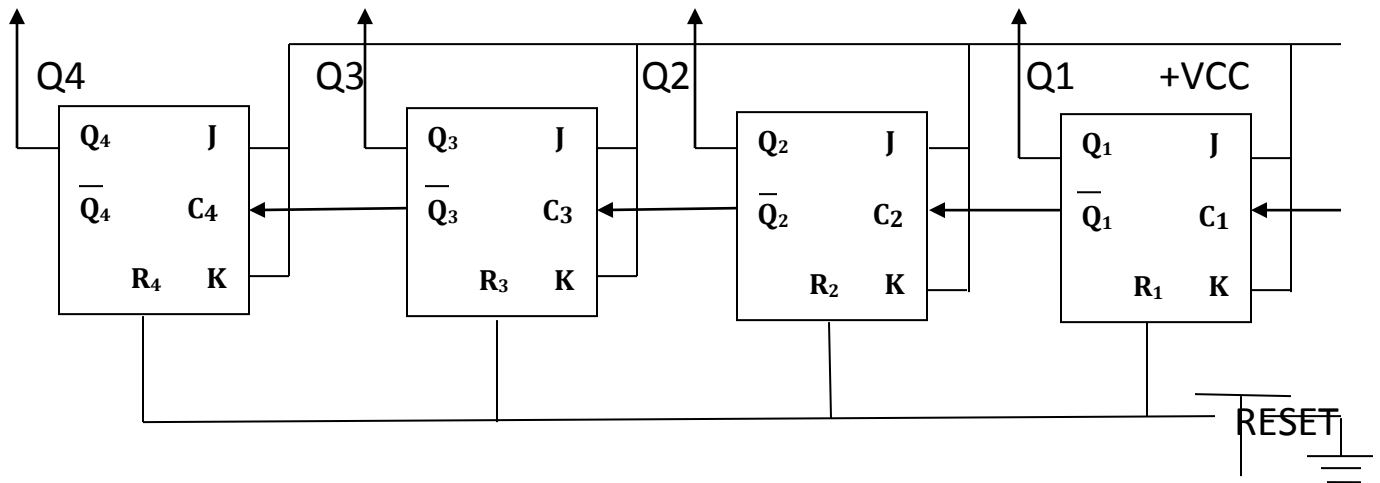 Q4 Q3 Q2 Q1 +VCC
Q₄ J Q₃ J Q₂ J Q₁ J
Q̅₄ C₄ Q̅₃ C₃ Q̅₂ C₂ Q̅₁ C₁
R₄ K R₃ K R₂ K R₁ K
RESET